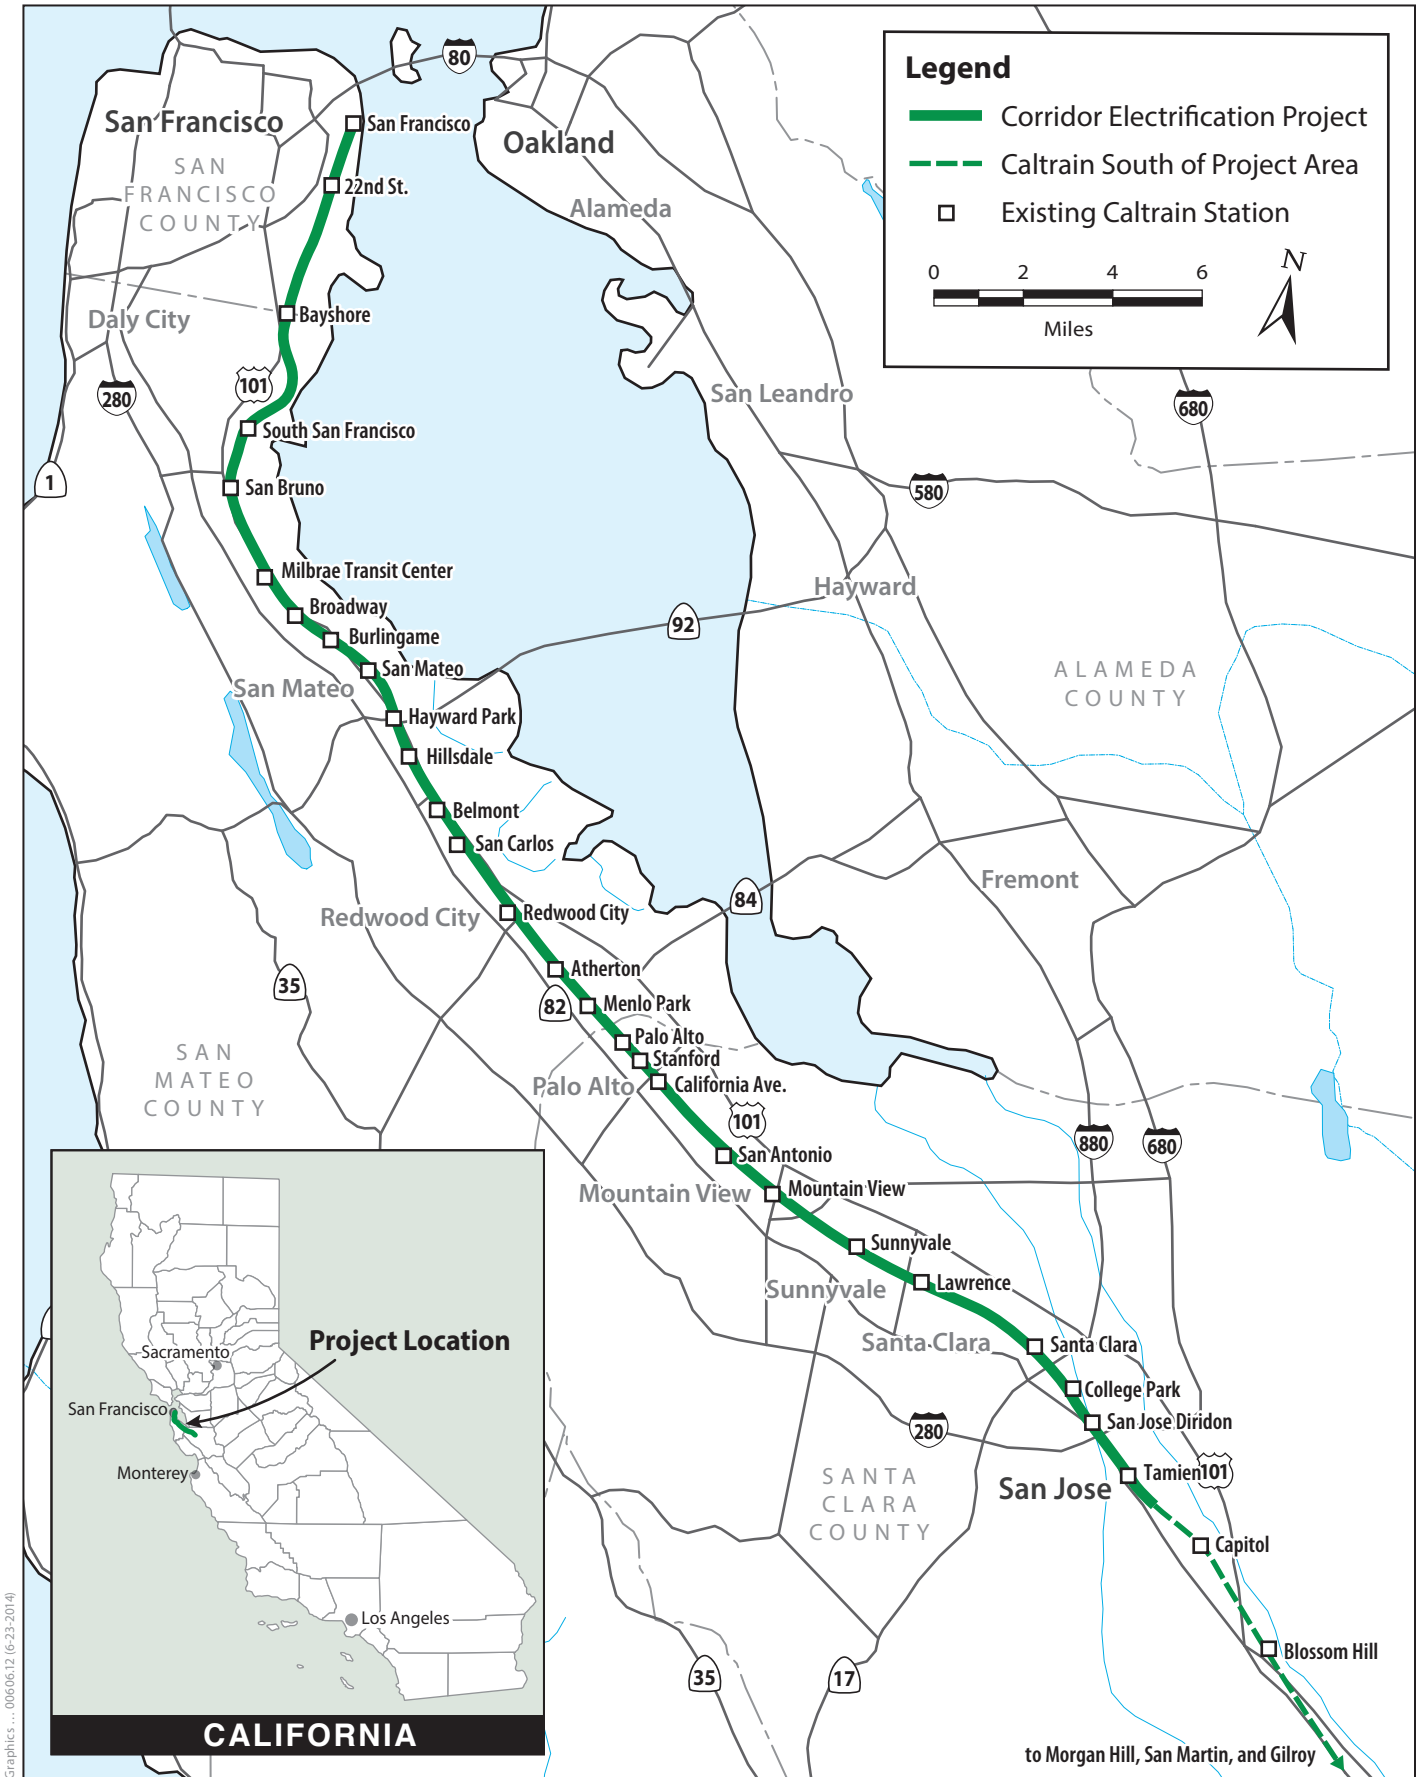 80
Legend
Corridor Electrification Project
Caltrain South of Project Area
Existing Caltrain Station
0 2 4 6
Miles
N
San Francisco
San Francisco
Oakland
SAN
FRANCISCO
COUNTY
22nd St.
Alameda
Bayshore
Daly City
101
280
San Leandro
680
South San Francisco
1
San Bruno
580
Milbrae Transit Center
Hayward
Broadway
92
Burlingame
San Mateo
San Mateo
ALAMEDA
COUNTY
Hayward Park
Hillsdale
Belmont
San Carlos
Fremont
84
Redwood City
Redwood City
Atherton
35
82
Menlo Park
Palo Alto
Stanford
SAN
MATEO
COUNTY
Palo Alto
California Ave.
101
880
680
San Antonio
Mountain View
Mountain View
Sunnyvale
Lawrence
Sunnyvale
Santa Clara
Santa Clara
College Park
San Jose Diridon
280
Tamien
101
SANTA
CLARA
COUNTY
San Jose
Capitol
Blossom Hill
35
17
to Morgan Hill, San Martin, and Gilroy
Project Location
Sacramento
San Francisco
Monterey
Los Angeles
CALIFORNIA
Graphics … 00606.12 (6-23-2014)